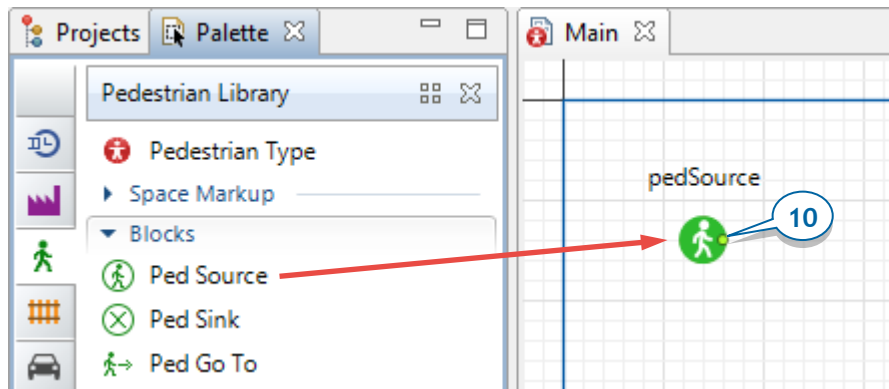 Projects
Palette
Main
Pedestrian Library
Pedestrian Type
Space Markup
Blocks
Ped Source
Ped Sink
Ped Go To
pedSource
10